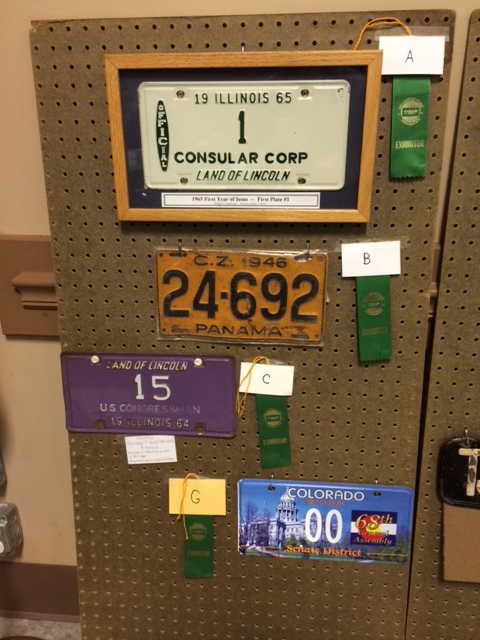 A
19 ILLINOIS 65
OFFICIAL
1
CONSULAR CORP
LAND OF LINCOLN
1965 First Year of Issue -- First Plate #1
EXHIBITOR
B
C.Z. 1946
24-692
PANAMA
EXHIBITOR
LAND OF LINCOLN
15
U.S. CONGRESSMAN
19 ILLINOIS 64
C
EXHIBITOR
G
EXHIBITOR
COLORADO
00
68th
Assembly
Senate District